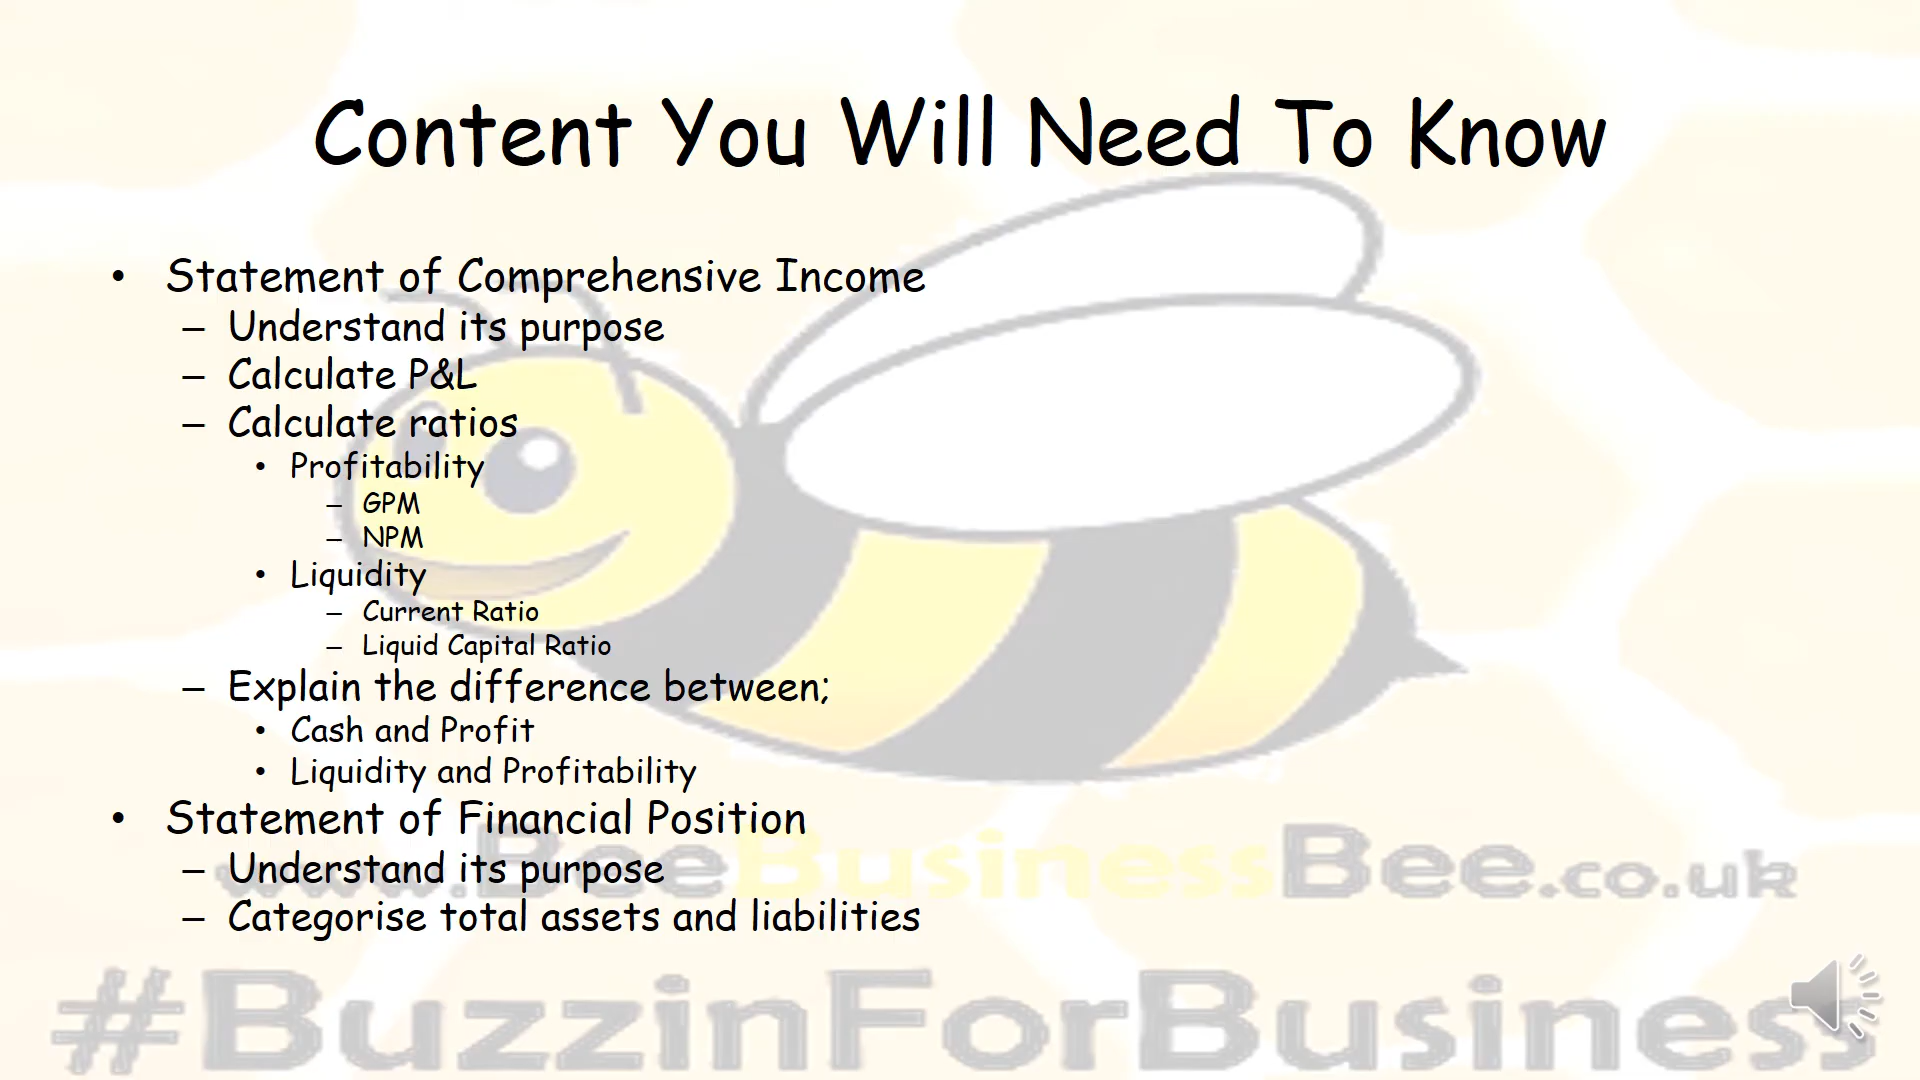 Content You Will Need To Know
• Statement of Comprehensive Income
– Understand its purpose
– Calculate P&L
– Calculate ratios
• Profitability
– GPM
– NPM
• Liquidity
– Current Ratio
– Liquid Capital Ratio
– Explain the difference between;
• Cash and Profit
• Liquidity and Profitability
• Statement of Financial Position
– Understand its purpose
www.BeeBusinessBee.co.uk
– Categorise total assets and liabilities
#BuzzinForBusiness